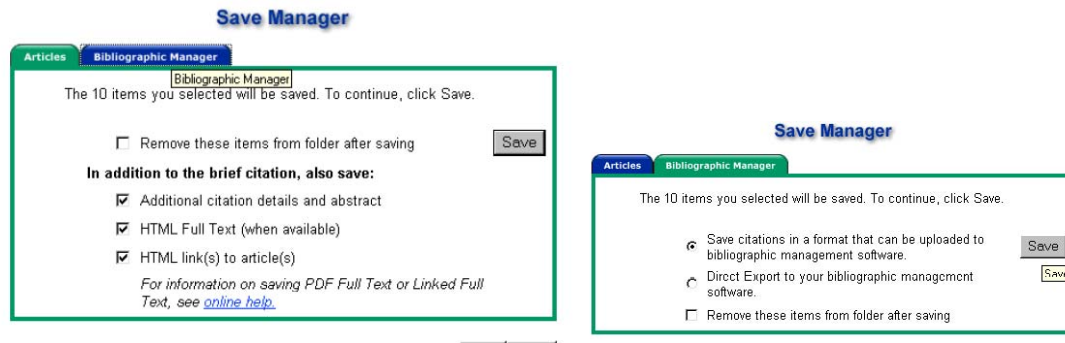 Save Manager
Articles
Bibliographic Manager
Bibliographic Manager
The 10 items you selected will be saved. To continue, click Save.
Remove these items from folder after saving
Save
In addition to the brief citation, also save:
Additional citation details and abstract
HTML Full Text (when available)
HTML link(s) to article(s)
For information on saving PDF Full Text or Linked Full
Text, see online help.
Save Manager
Articles
Bibliographic Manager
The 10 items you selected will be saved. To continue, click Save.
Save citations in a format that can be uploaded to
bibliographic management software.
Save
Direct Export to your bibliographic management
software.
Remove these items from folder after saving